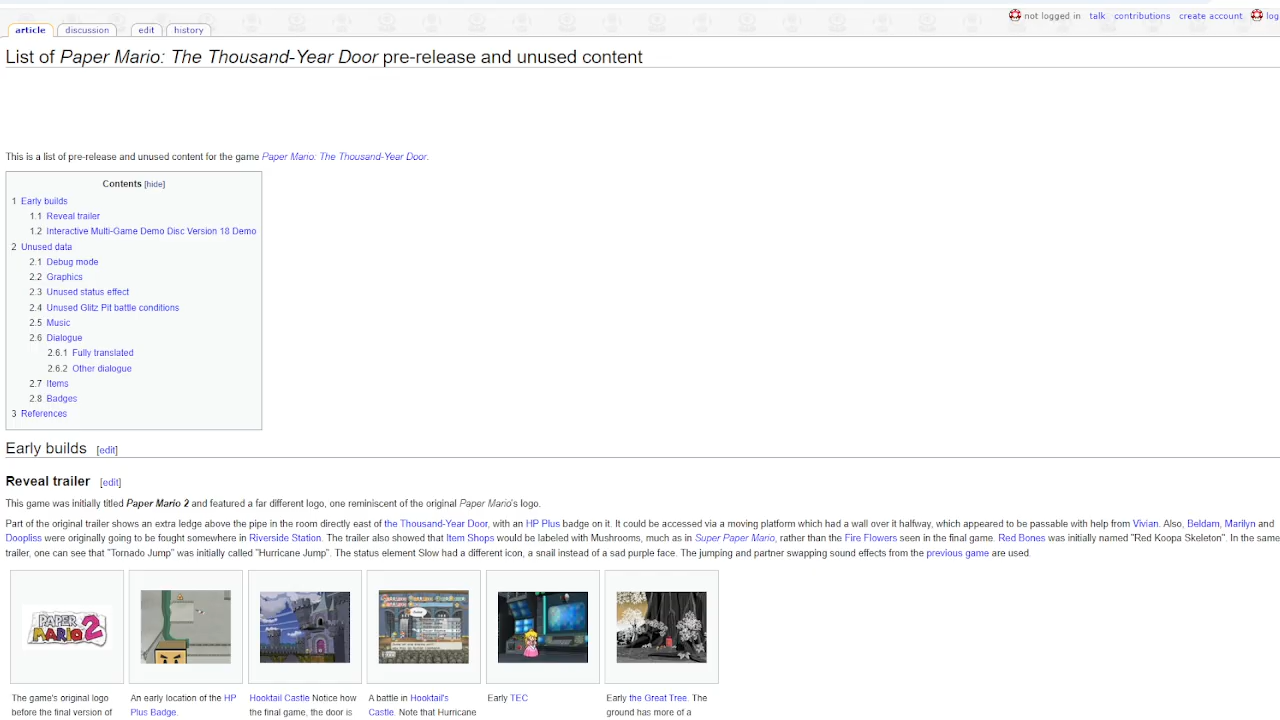 article discussion edit history not logged in talk contributions create account log
List of Paper Mario: The Thousand-Year Door pre-release and unused content
This is a list of pre-release and unused content for the game Paper Mario: The Thousand-Year Door.
Contents [hide]
1 Early builds
1.1 Reveal trailer
1.2 Interactive Multi-Game Demo Disc Version 18 Demo
2 Unused data
2.1 Debug mode
2.2 Graphics
2.3 Unused status effect
2.4 Unused Glitz Pit battle conditions
2.5 Music
2.6 Dialogue
2.6.1 Fully translated
2.6.2 Other dialogue
2.7 Items
2.8 Badges
3 References
Early builds [edit]
Reveal trailer [edit]
This game was initially titled Paper Mario 2 and featured a far different logo, one reminiscent of the original Paper Mario's logo.
Part of the original trailer shows an extra ledge above the pipe in the room directly east of the Thousand-Year Door, with an HP Plus badge on it. It could be accessed via a moving platform which had a wall over it halfway, which appeared to be passable with help from Vivian. Also, Beldam, Marilyn and
Doopliss were originally going to be fought somewhere in Riverside Station. The trailer also showed that Item Shops would be labeled with Mushrooms, much as in Super Paper Mario, rather than the Fire Flowers seen in the final game. Red Bones was initially named "Red Koopa Skeleton". In the same
trailer, one can see that "Tornado Jump" was initially called "Hurricane Jump". The status element Slow had a different icon, a snail instead of a sad purple face. The jumping and partner swapping sound effects from the previous game are used.
PAPER
MARIO 2
The game's original logo
before the final version of
An early location of the HP
Plus Badge.
Hooktail Castle Notice how
the final game, the door is
A battle in Hooktail's
Castle. Note that Hurricane
Early TEC
Early the Great Tree. The
ground has more of a